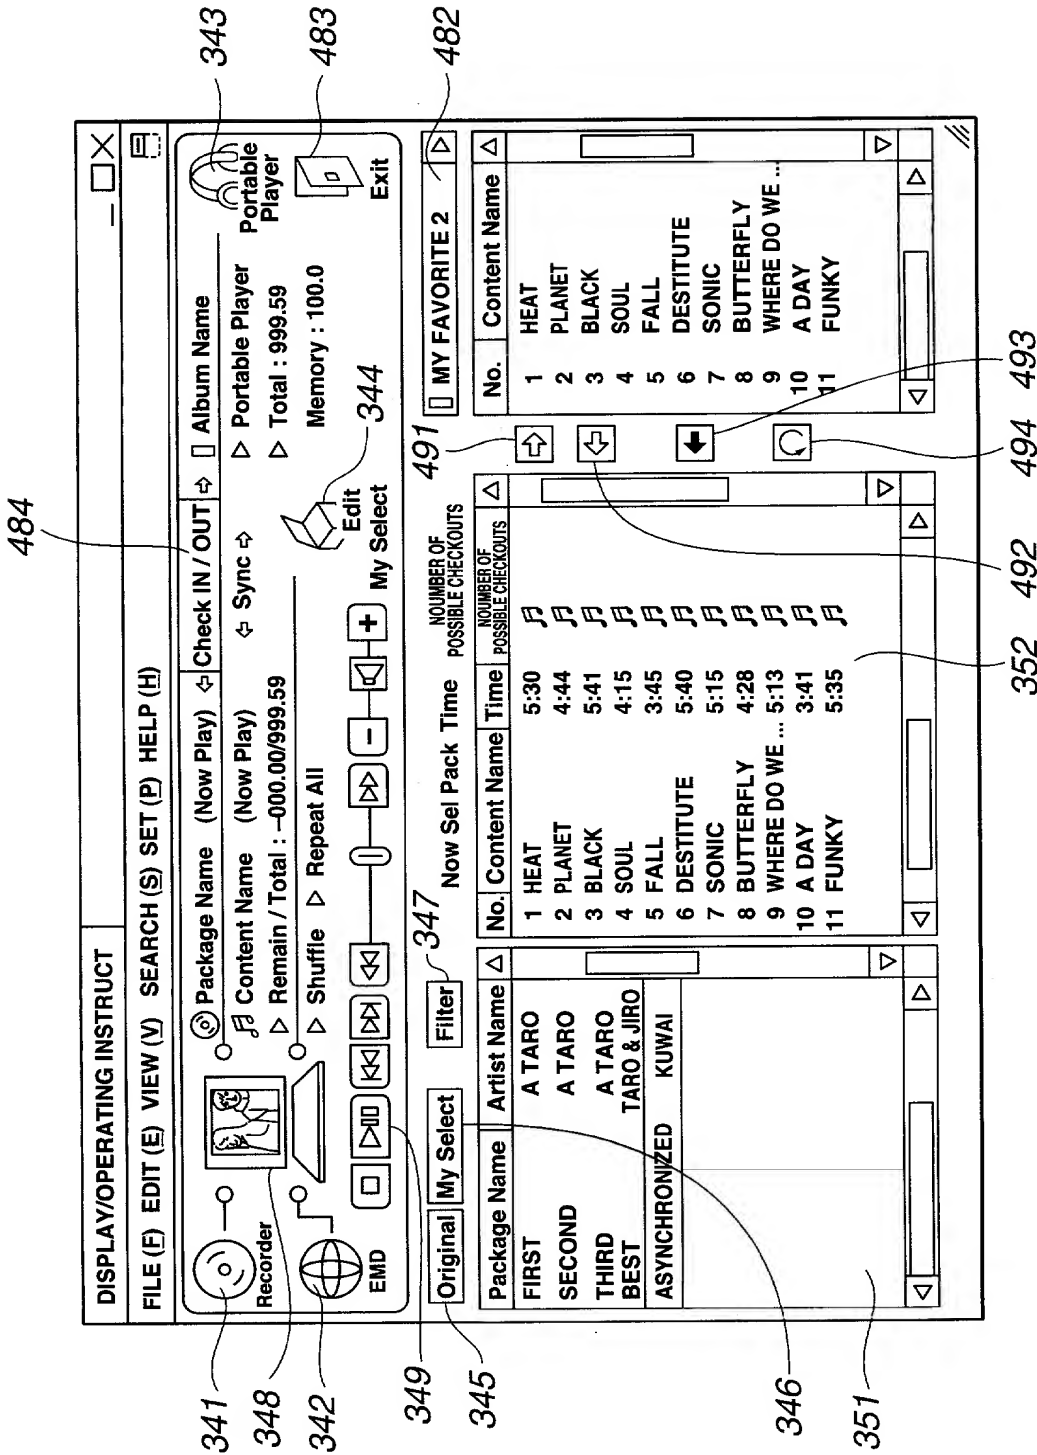 484
343
483
482
DISPLAY/OPERATING INSTRUCT
FILE (F) EDIT (E) VIEW (V) SEARCH (S) SET (P) HELP (H)
Package Name (Now Play) Check IN / OUT Album Name
Content Name (Now Play) Sync Portable Player
Remain / Total : –000.00/999.59 Total : 999.59
Shuffle Repeat All Memory : 100.0
Recorder
EMD
Edit
My Select
Portable
Player
Exit
344
341
348
342
349
345
347
491
Original My Select Filter
Now Sel Pack Time NOUMBER OF
POSSIBLE CHECKOUTS
MY FAVORITE 2
Package Name Artist Name
FIRST A TARO
SECOND A TARO
THIRD A TARO
BEST TARO & JIRO
ASYNCHRONIZED KUWAI
No. Content Name Time NOUMBER OF
POSSIBLE CHECKOUTS
1 HEAT 5:30
2 PLANET 4:44
3 BLACK 5:41
4 SOUL 4:15
5 FALL 3:45
6 DESTITUTE 5:40
7 SONIC 5:15
8 BUTTERFLY 4:28
9 WHERE DO WE ... 5:13
10 A DAY 3:41
11 FUNKY 5:35
No. Content Name
1 HEAT
2 PLANET
3 BLACK
4 SOUL
5 FALL
6 DESTITUTE
7 SONIC
8 BUTTERFLY
9 WHERE DO WE ...
10 A DAY
11 FUNKY
351
346
352
492
494
493